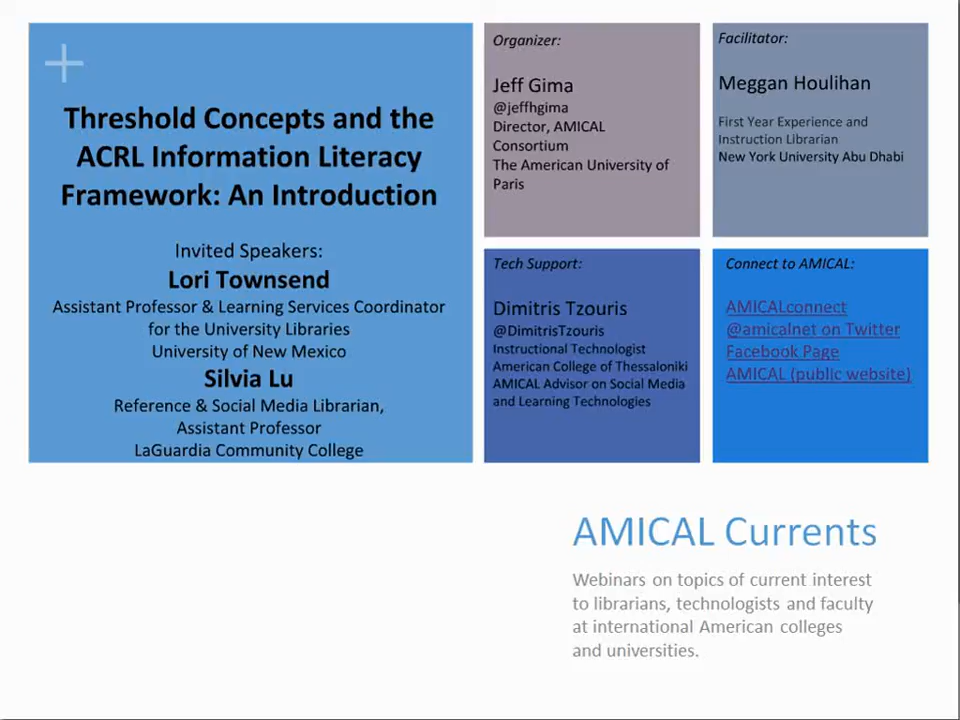 Threshold Concepts and the
ACRL Information Literacy
Framework: An Introduction
Invited Speakers:
Lori Townsend
Assistant Professor & Learning Services Coordinator
for the University Libraries
University of New Mexico
Silvia Lu
Reference & Social Media Librarian,
Assistant Professor
LaGuardia Community College
Organizer:
Jeff Gima
@jeffhgima
Director, AMICAL
Consortium
The American University of
Paris
Facilitator:
Meggan Houlihan
First Year Experience and
Instruction Librarian
New York University Abu Dhabi
Tech Support:
Dimitris Tzouris
@DimitrisTzouris
Instructional Technologist
American College of Thessaloniki
AMICAL Advisor on Social Media
and Learning Technologies
Connect to AMICAL:
AMICALconnect
@amicalnet on Twitter
Facebook Page
AMICAL (public website)
AMICAL Currents
Webinars on topics of current interest
to librarians, technologists and faculty
at international American colleges
and universities.